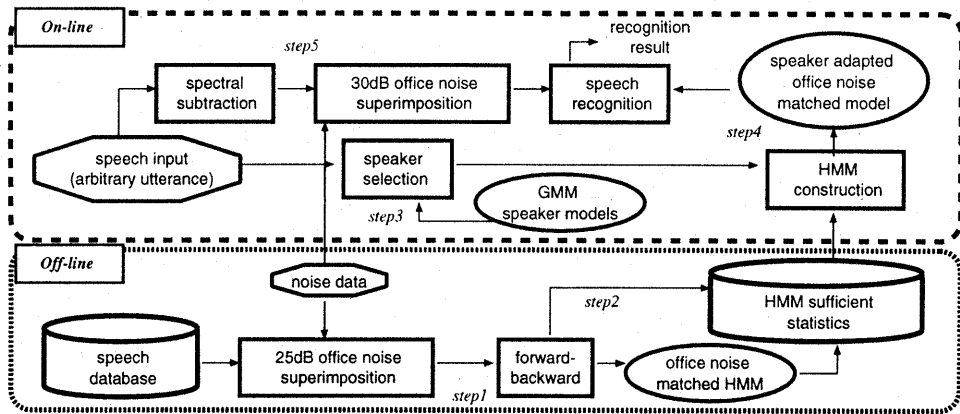 On-line
step5
recognition
result
spectral
subtraction
30dB office noise
superimposition
speech
recognition
speaker adapted
office noise
matched model
step4
speech input
(arbitrary utterance)
speaker
selection
HMM
construction
step3
GMM
speaker models
Off-line
noise data
step2
HMM sufficient
statistics
speech
database
25dB office noise
superimposition
step1
forward-
backward
office noise
matched HMM